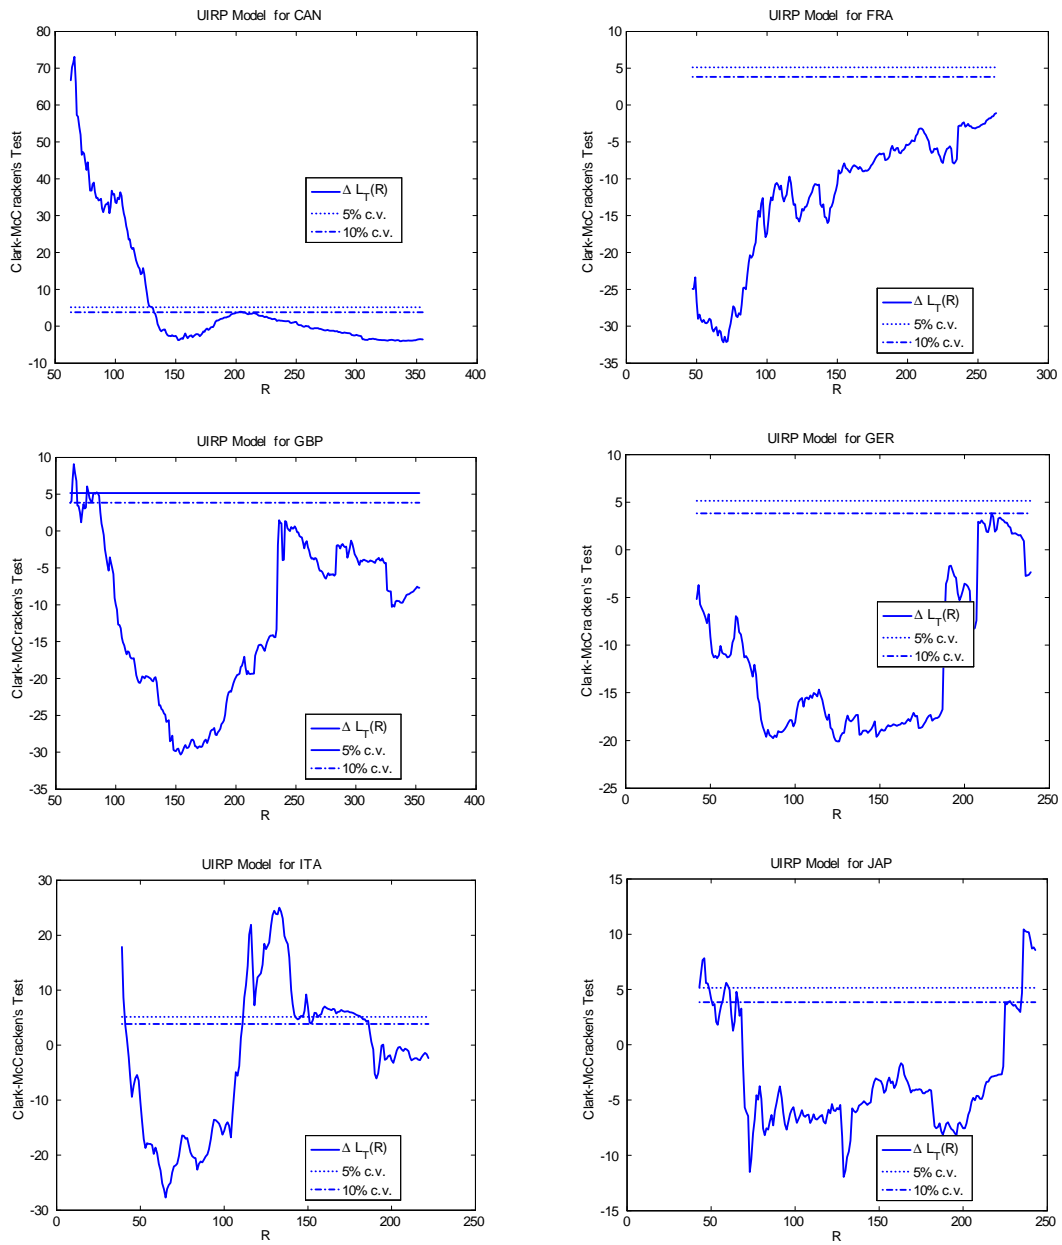 UIRP Model for CAN
Clark-McCracken's Test
80
70
60
50
40
30
20
10
0
-10
50 100 150 200 250 300 350 400
R
Δ L_T(R)
5% c.v.
10% c.v.
UIRP Model for FRA
Clark-McCracken's Test
10
5
0
-5
-10
-15
-20
-25
-30
-35
0 50 100 150 200 250 300
R
Δ L_T(R)
5% c.v.
10% c.v.
UIRP Model for GBP
Clark-McCracken's Test
10
5
0
-5
-10
-15
-20
-25
-30
-35
50 100 150 200 250 300 350 400
R
Δ L_T(R)
5% c.v.
10% c.v.
UIRP Model for GER
Clark-McCracken's Test
10
5
0
-5
-10
-15
-20
-25
0 50 100 150 200 250
R
Δ L_T(R)
5% c.v.
10% c.v.
UIRP Model for ITA
Clark-McCracken's Test
30
20
10
0
-10
-20
-30
0 50 100 150 200 250
R
Δ L_T(R)
5% c.v.
10% c.v.
UIRP Model for JAP
Clark-McCracken's Test
15
10
5
0
-5
-10
-15
0 50 100 150 200 250
R
Δ L_T(R)
5% c.v.
10% c.v.